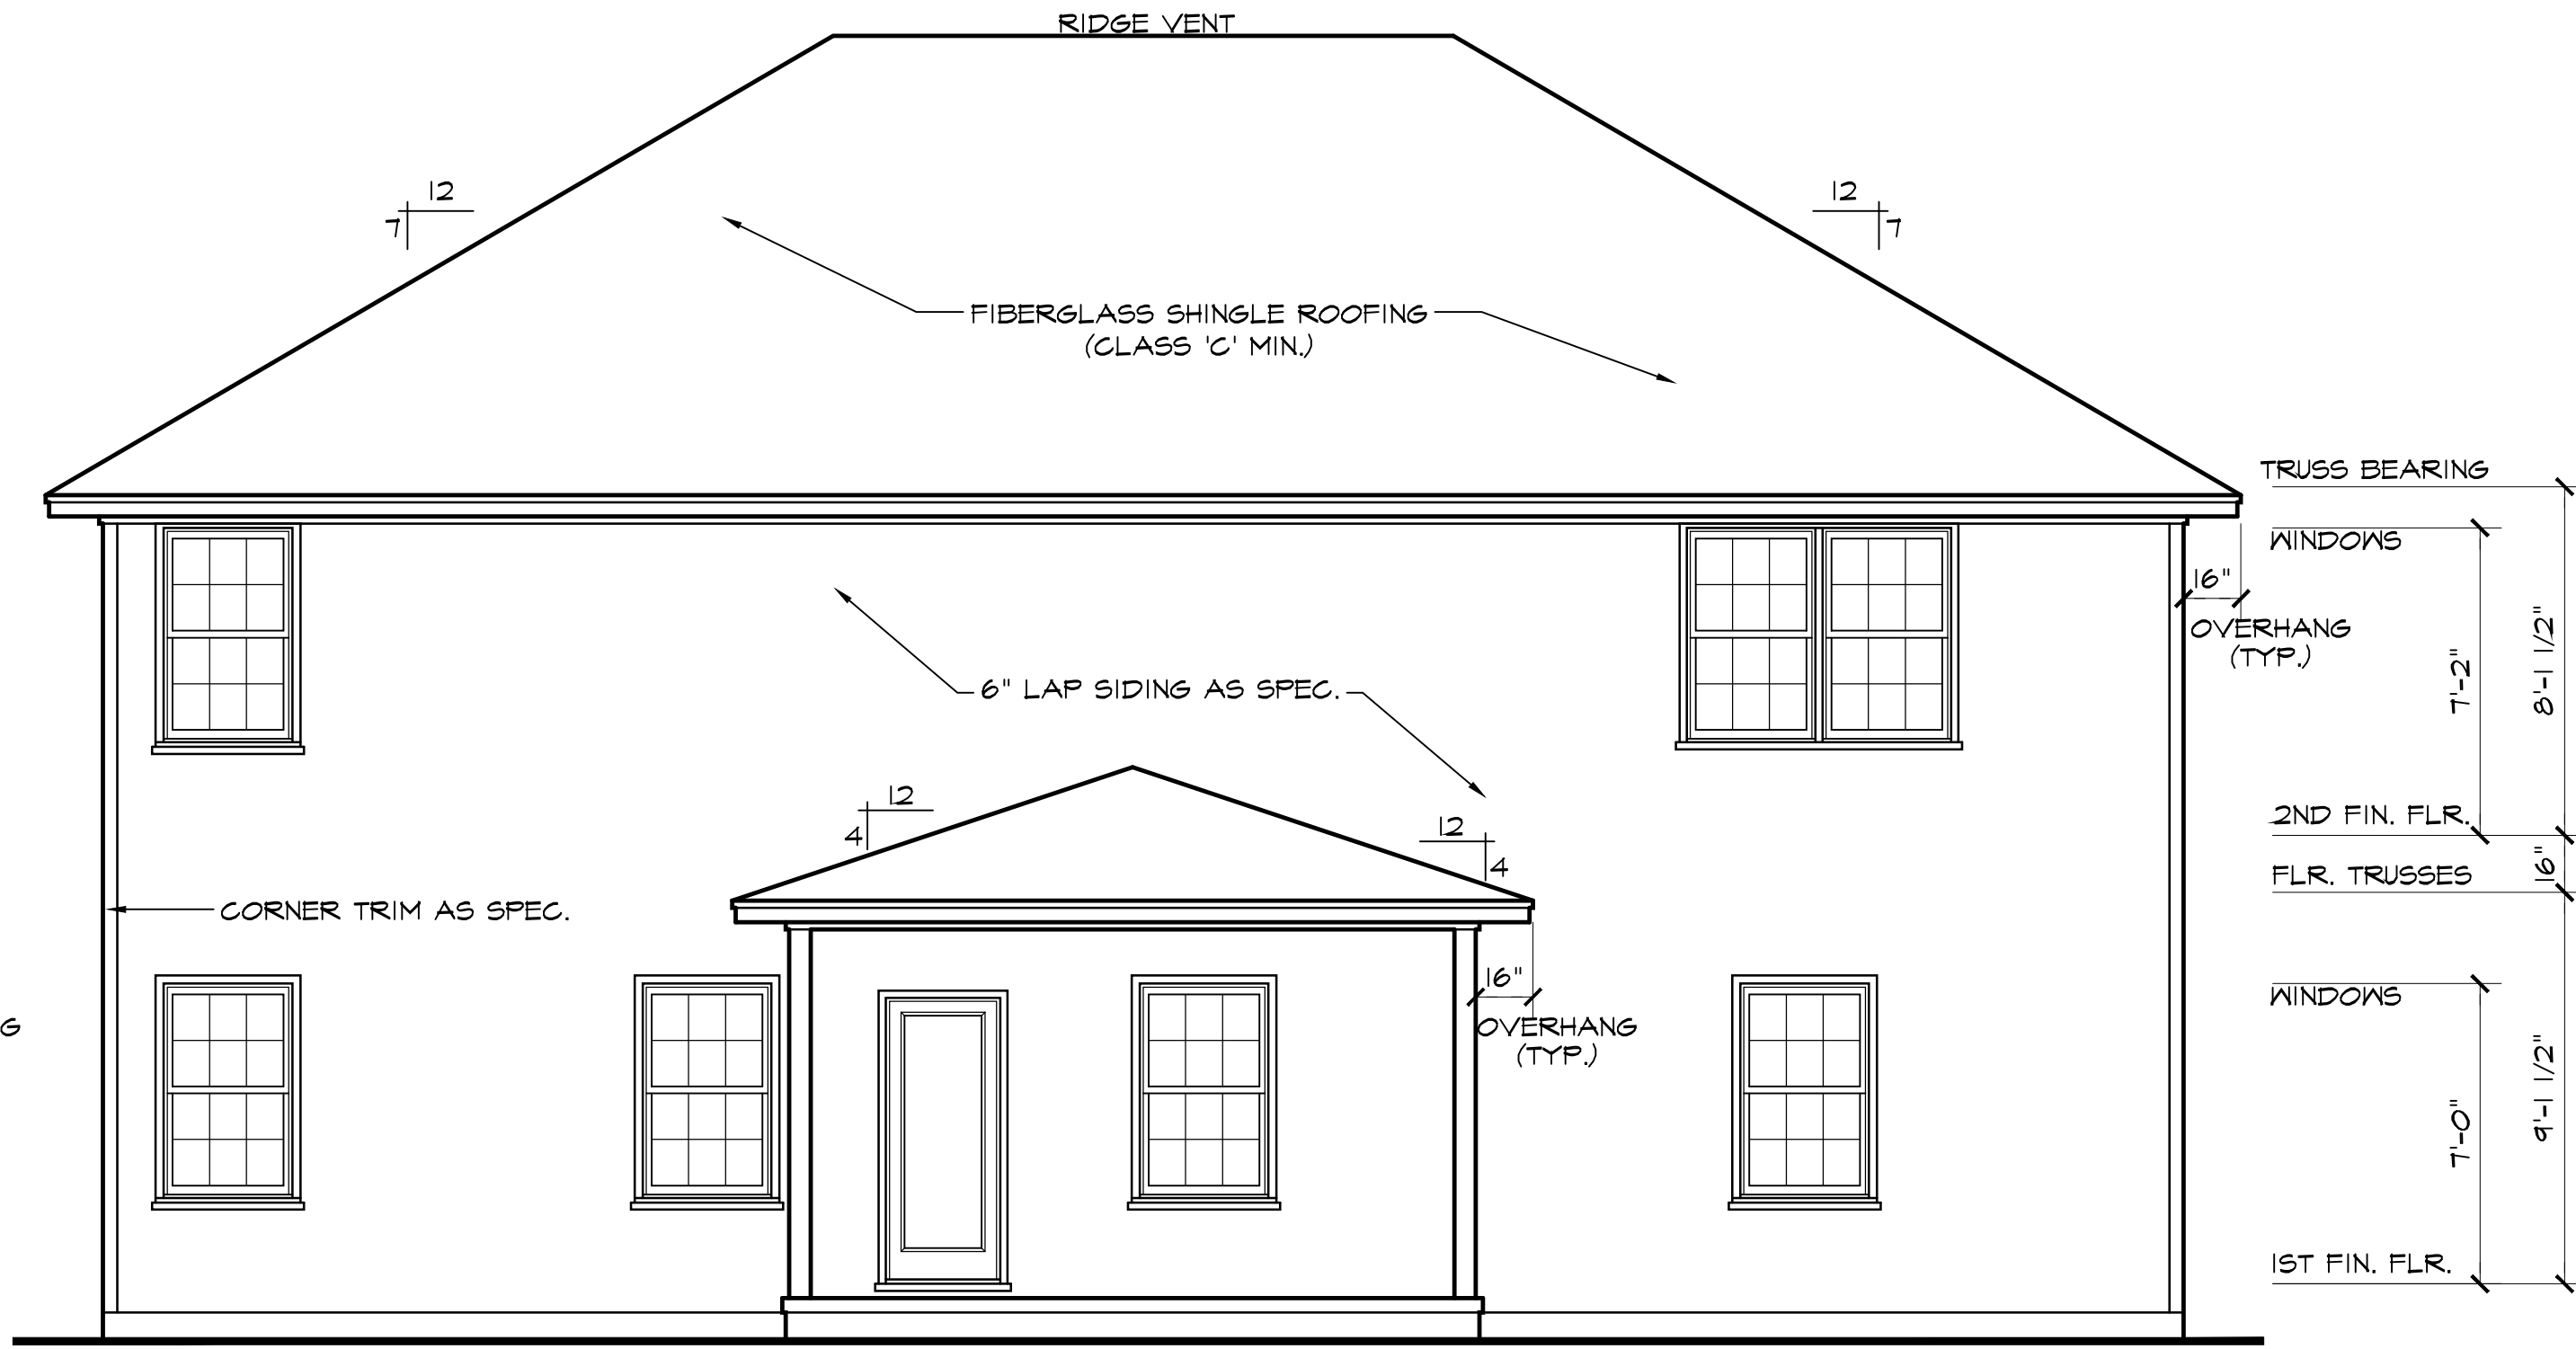 RIDGE VENT
12
7
12
7
FIBERGLASS SHINGLE ROOFING
(CLASS 'C' MIN.)
TRUSS BEARING
WINDOWS
16"
OVERHANG
(TYP.)
7'-2"
8'-1 1/2"
6" LAP SIDING AS SPEC.
12
4
12
4
2ND FIN. FLR.
FLR. TRUSSES
16"
CORNER TRIM AS SPEC.
16"
OVERHANG
(TYP.)
WINDOWS
G
7'-0"
9'-1 1/2"
1ST FIN. FLR.